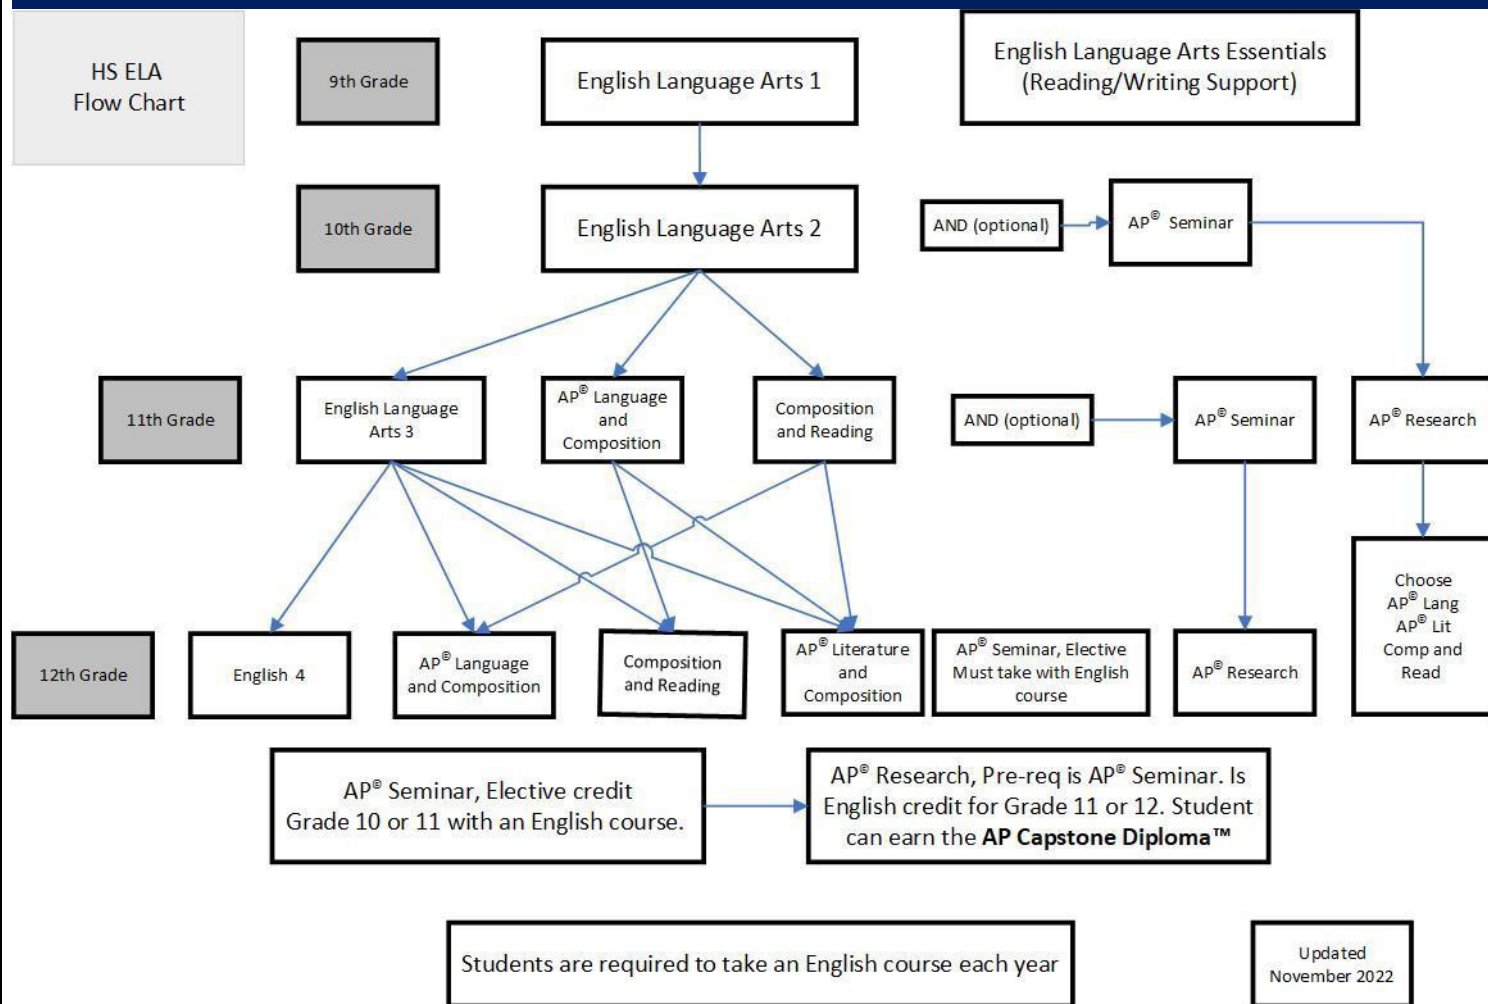 HS ELA
Flow Chart
9th Grade
English Language Arts 1
English Language Arts Essentials
(Reading/Writing Support)
10th Grade
English Language Arts 2
AND (optional)
AP® Seminar
11th Grade
English Language
Arts 3
AP® Language
and
Composition
Composition
and Reading
AND (optional)
AP® Seminar
AP® Research
12th Grade
English 4
AP® Language
and Composition
Composition
and Reading
AP® Literature
and
Composition
AP® Seminar, Elective
Must take with English
course
AP® Research
Choose
AP® Lang
AP® Lit
Comp and
Read
AP® Seminar, Elective credit
Grade 10 or 11 with an English course.
AP® Research, Pre-req is AP® Seminar. Is
English credit for Grade 11 or 12. Student
can earn the AP Capstone Diploma™
Students are required to take an English course each year
Updated
November 2022